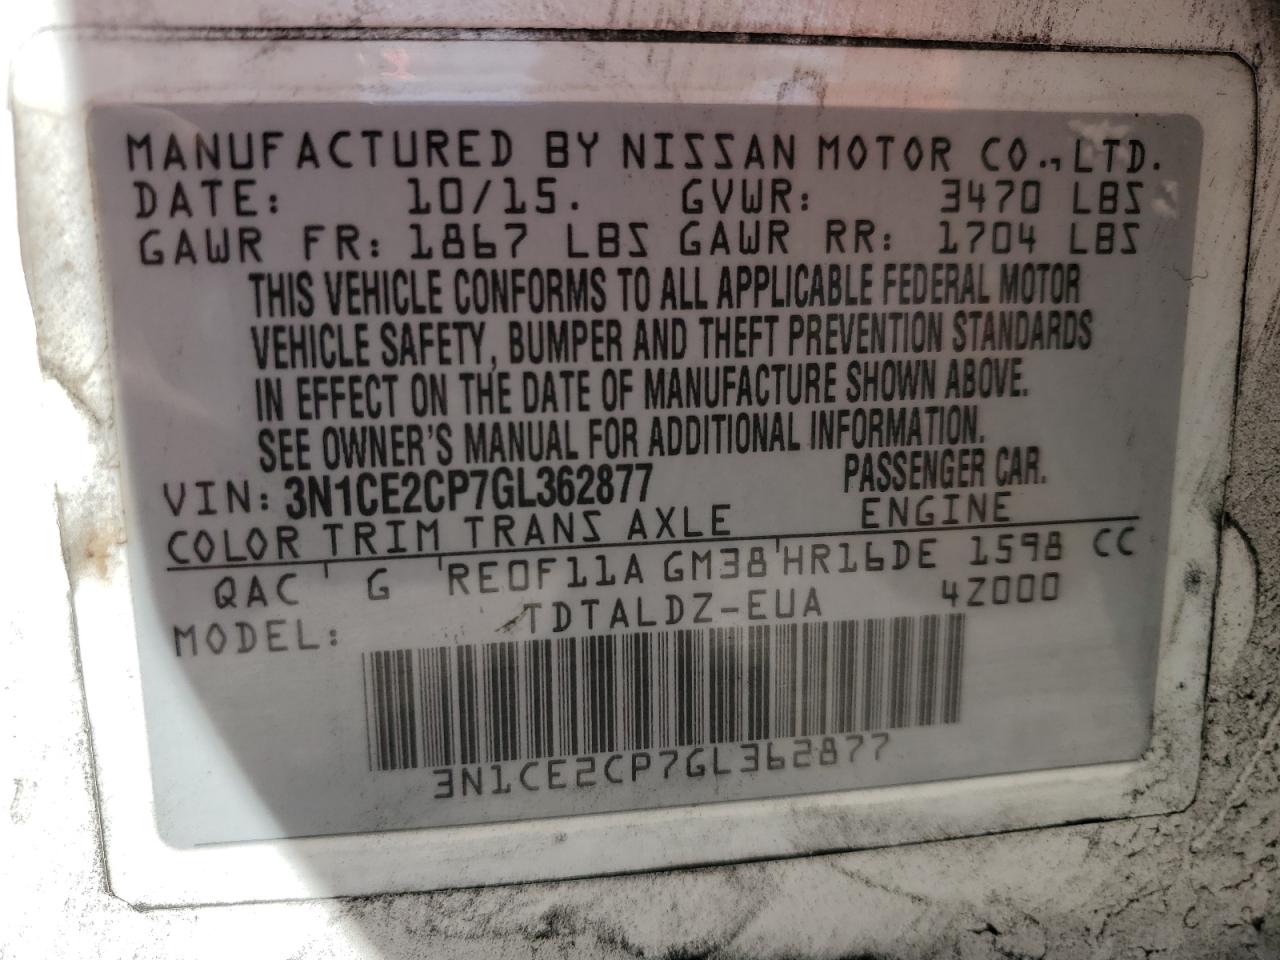 MANUFACTURED BY NISSAN MOTOR CO., LTD.
DATE: 10/15. GVWR: 3470 LBS
GAWR FR: 1867 LBS GAWR RR: 1704 LBS
THIS VEHICLE CONFORMS TO ALL APPLICABLE FEDERAL MOTOR
VEHICLE SAFETY, BUMPER AND THEFT PREVENTION STANDARDS
IN EFFECT ON THE DATE OF MANUFACTURE SHOWN ABOVE.
SEE OWNER'S MANUAL FOR ADDITIONAL INFORMATION.
VIN: 3N1CE2CP7GL362877 PASSENGER CAR.
COLOR TRIM TRANS AXLE ENGINE
QAC G RE0F11A GM38 HR16DE 1598 CC
MODEL: TDTALDZ-EUA 4Z000
3N1CE2CP7GL362877